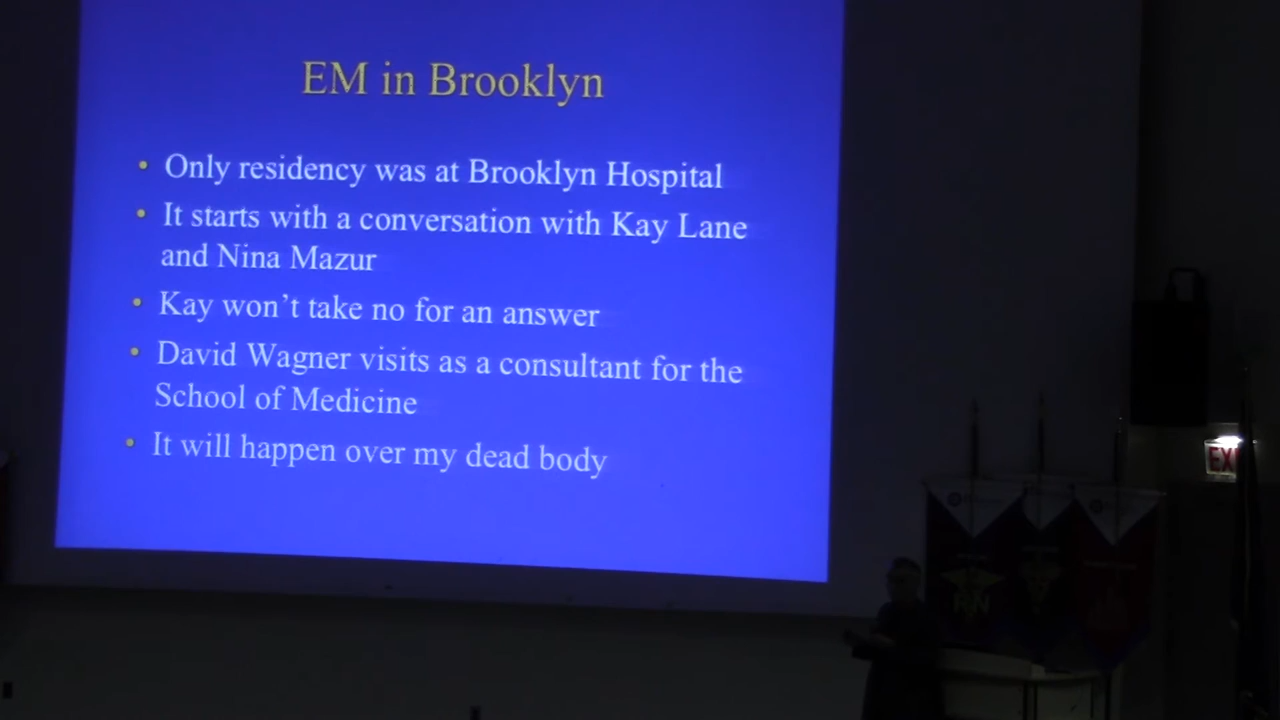 EM in Brooklyn
• Only residency was at Brooklyn Hospital
• It starts with a conversation with Kay Lane
and Nina Mazur
• Kay won't take no for an answer
• David Wagner visits as a consultant for the
School of Medicine
• It will happen over my dead body
EXI